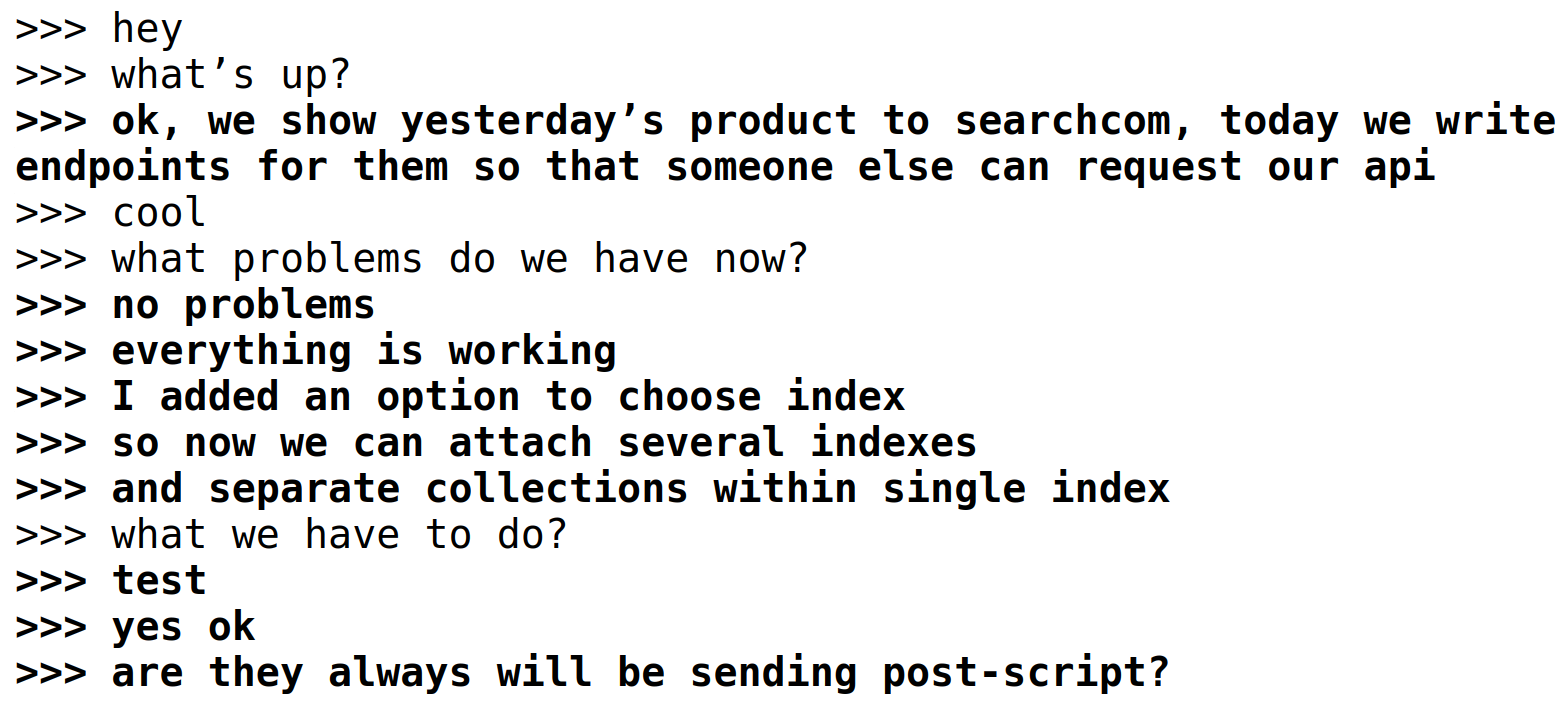 >>> hey
>>> what’s up?
>>> ok, we show yesterday’s product to searchcom, today we write
endpoints for them so that someone else can request our api
>>> cool
>>> what problems do we have now?
>>> no problems
>>> everything is working
>>> I added an option to choose index
>>> so now we can attach several indexes
>>> and separate collections within single index
>>> what we have to do?
>>> test
>>> yes ok
>>> are they always will be sending post-script?